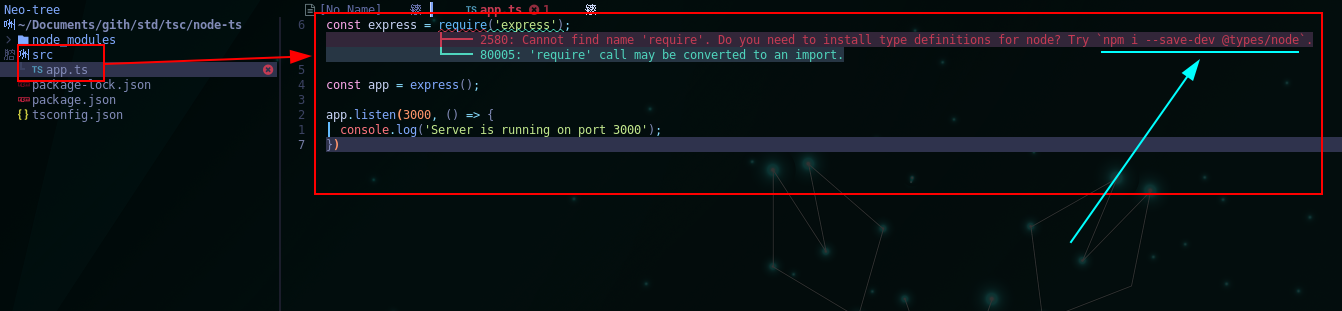 Neo-tree
[No Name]
TS app.ts 1
~/Documents/gith/std/tsc/node-ts
node_modules
src
TS app.ts
package-lock.json
package.json
{} tsconfig.json
6 const express = require('express');
2580: Cannot find name 'require'. Do you need to install type definitions for node? Try `npm i --save-dev @types/node`.
80005: 'require' call may be converted to an import.
5
4 const app = express();
3
2 app.listen(3000, () => {
1 console.log('Server is running on port 3000');
7 })